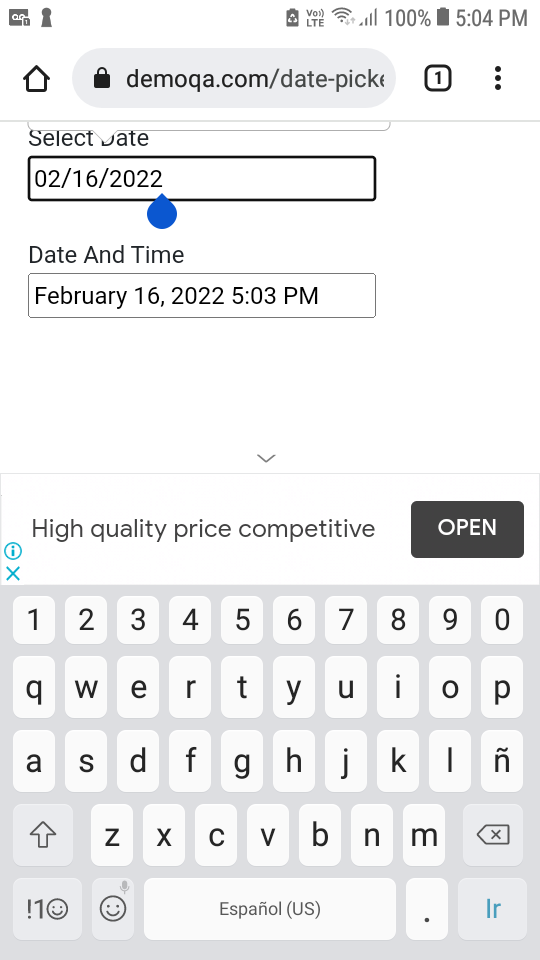 Vo) LTE 100% 5:04 PM
demoqa.com/date-picke
1
Select Date
02/16/2022
Date And Time
February 16, 2022 5:03 PM
High quality price competitive
OPEN
1 2 3 4 5 6 7 8 9 0
q w e r t y u i o p
a s d f g h j k l ñ
z x c v b n m
!1☺ Español (US) . Ir